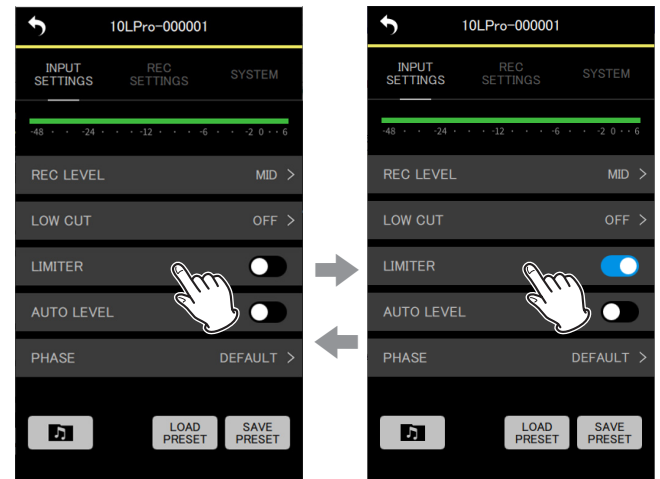 10LPro-000001
INPUT
SETTINGS
REC
SETTINGS
SYSTEM
-48 · · -24 · · · -12 · · · · -6 · · · -2 0 · · 6
REC LEVEL MID >
LOW CUT OFF >
LIMITER
AUTO LEVEL
PHASE DEFAULT >
LOAD
PRESET
SAVE
PRESET
10LPro-000001
INPUT
SETTINGS
REC
SETTINGS
SYSTEM
-48 · · -24 · · · -12 · · · · -6 · · · -2 0 · · 6
REC LEVEL MID >
LOW CUT OFF >
LIMITER
AUTO LEVEL
PHASE DEFAULT >
LOAD
PRESET
SAVE
PRESET